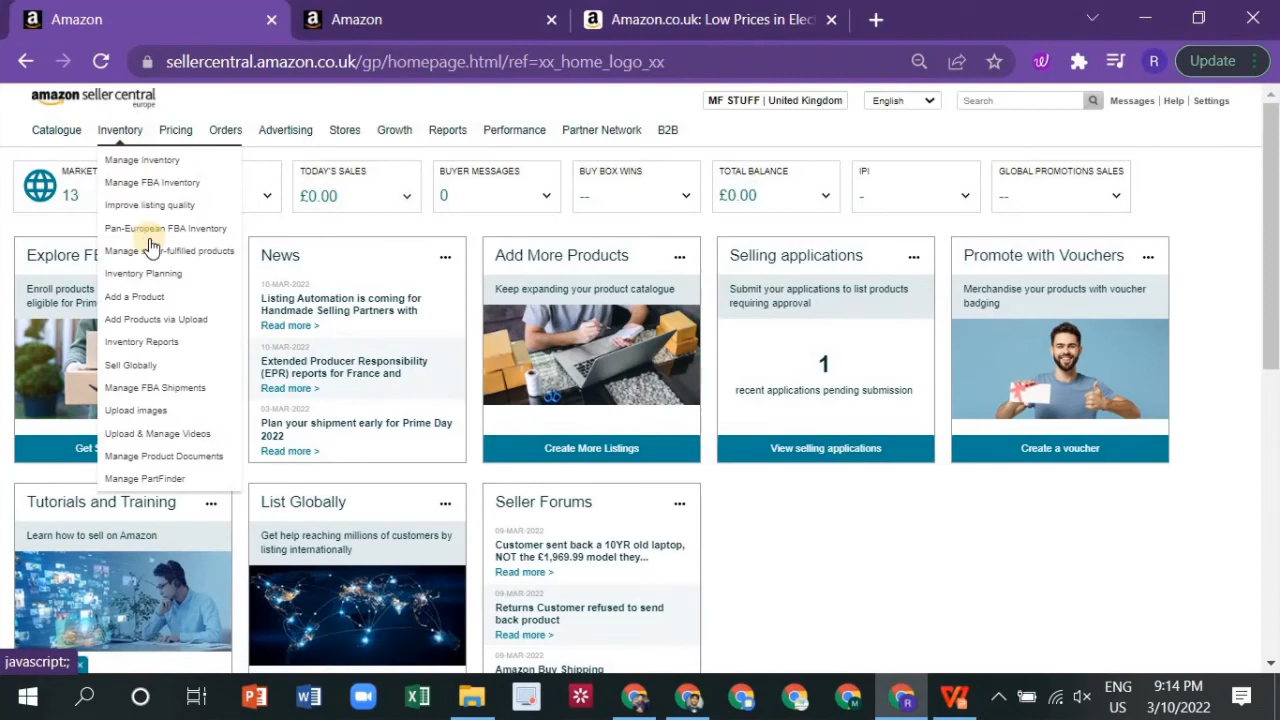 Amazon
Amazon
Amazon.co.uk: Low Prices in Elect
sellercentral.amazon.co.uk/gp/homepage.html/ref=xx_home_logo_xx
R
Update
amazon seller central
europe
MF STUFF | United Kingdom
English
Search
Messages | Help | Settings
Catalogue Inventory Pricing Orders Advertising Stores Growth Reports Performance Partner Network B2B
Manage Inventory
Manage FBA Inventory
Improve listing quality
Pan-European FBA Inventory
Inventory Planning
Add a Product
Add Products via Upload
Inventory Reports
Sell Globally
Manage FBA Shipments
Upload images
Upload & Manage Videos
Manage Product Documents
Manage PartFinder
MARKET
13
TODAY'S SALES
£0.00
BUYER MESSAGES
0
BUY BOX WINS
--
TOTAL BALANCE
£0.00
IPI
-
GLOBAL PROMOTIONS SALES
--
Explore FB
Enroll products
eligible for Prime
Get S
News
10-MAR-2022
Listing Automation is coming for
Handmade Selling Partners with
Read more >
10-MAR-2022
Extended Producer Responsibility
(EPR) reports for France and
Read more >
03-MAR-2022
Plan your shipment early for Prime Day
2022
Read more >
Add More Products
Keep expanding your product catalogue
Create More Listings
Selling applications
Submit your applications to list products
requiring approval
1
recent applications pending submission
View selling applications
Promote with Vouchers
Merchandise your products with voucher
badging
Create a voucher
Tutorials and Training
Learn how to sell on Amazon
List Globally
Get help reaching millions of customers by
listing internationally
Seller Forums
09-MAR-2022
Customer sent back a 10YR old laptop,
NOT the £1,969.99 model they...
Read more >
09-MAR-2022
Returns Customer refused to send
back product
Read more >
09-MAR-2022
Amazon Buy Shipping
javascript:;
ENG
US
9:14 PM
3/10/2022